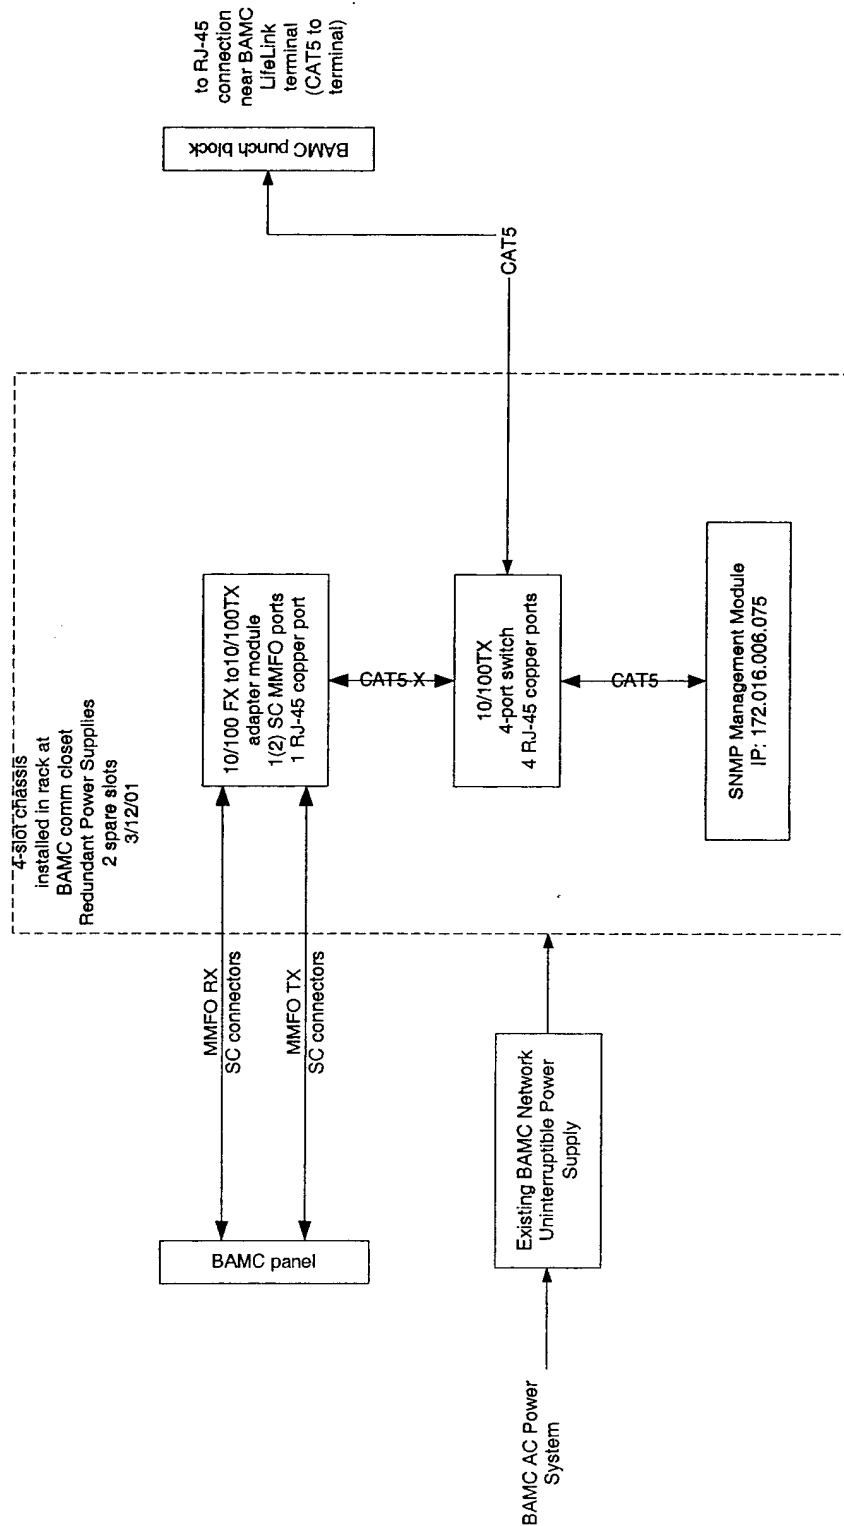 4-slot chassis
installed in rack at
BAMC comm closet
Redundant Power Supplies
2 spare slots
3/12/01
to RJ-45
connection
near BAMC
LifeLink
terminal
(CAT5 to
terminal)
BAMC punch block
MMFO RX
SC connectors
MMFO TX
SC connectors
BAMC panel
10/100 FX to10/100TX
adapter module
1(2) SC MMFO ports
1 RJ-45 copper port
CAT5-X
10/100TX
4-port switch
4 RJ-45 copper ports
CAT5
CAT5
SNMP Management Module
IP: 172.016.006.075
Existing BAMC Network
Uninterruptible Power
Supply
BAMC AC Power
System